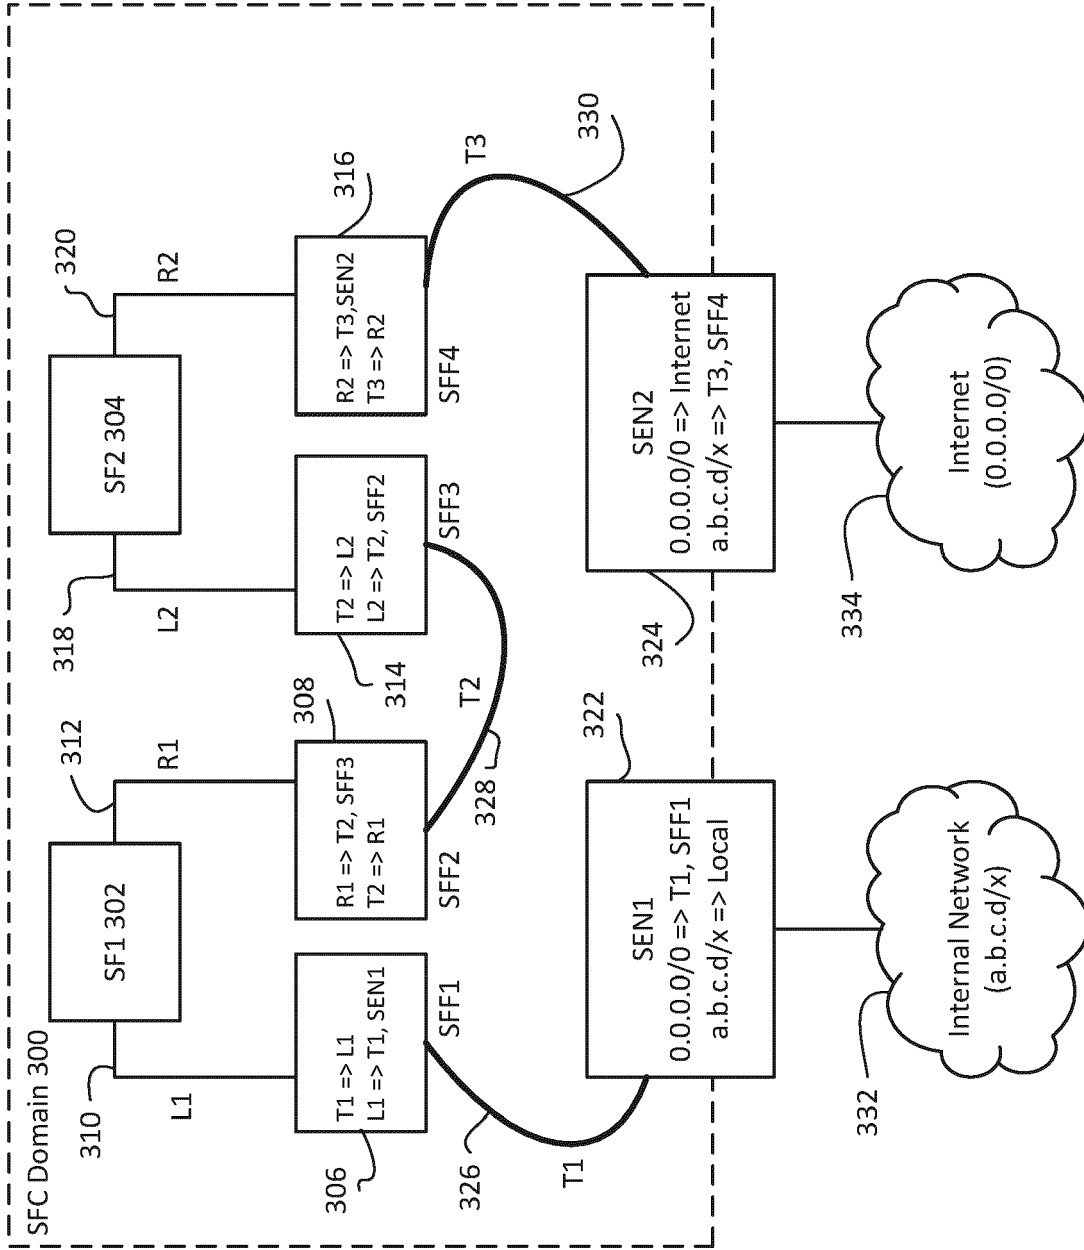 SFC Domain 300
310
312
318
320
SF1 302
SF2 304
L1
R1
L2
R2
306
308
314
316
T1 => L1
L1 => T1, SEN1
R1 => T2, SFF3
T2 => R1
T2 => L2
L2 => T2, SFF2
R2 => T3,SEN2
T3 => R2
SFF1
SFF2
SFF3
SFF4
326
T1
328
T2
T3
330
322
324
SEN1
0.0.0.0/0 => T1, SFF1
a.b.c.d/x => Local
SEN2
0.0.0.0/0 => Internet
a.b.c.d/x => T3, SFF4
332
334
Internal Network
(a.b.c.d/x)
Internet
(0.0.0.0/0)